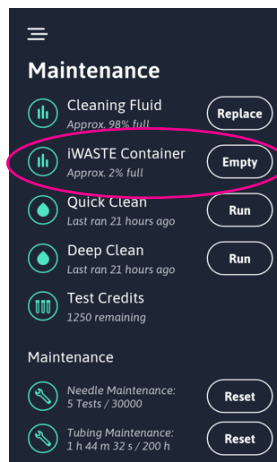 Maintenance
Cleaning Fluid
Approx. 98% full
Replace
iWASTE Container
Approx. 2% full
Empty
Quick Clean
Last ran 21 hours ago
Run
Deep Clean
Last ran 21 hours ago
Run
Test Credits
1250 remaining
Maintenance
Needle Maintenance:
5 Tests / 30000
Reset
Tubing Maintenance:
1 h 44 m 32 s / 200 h
Reset